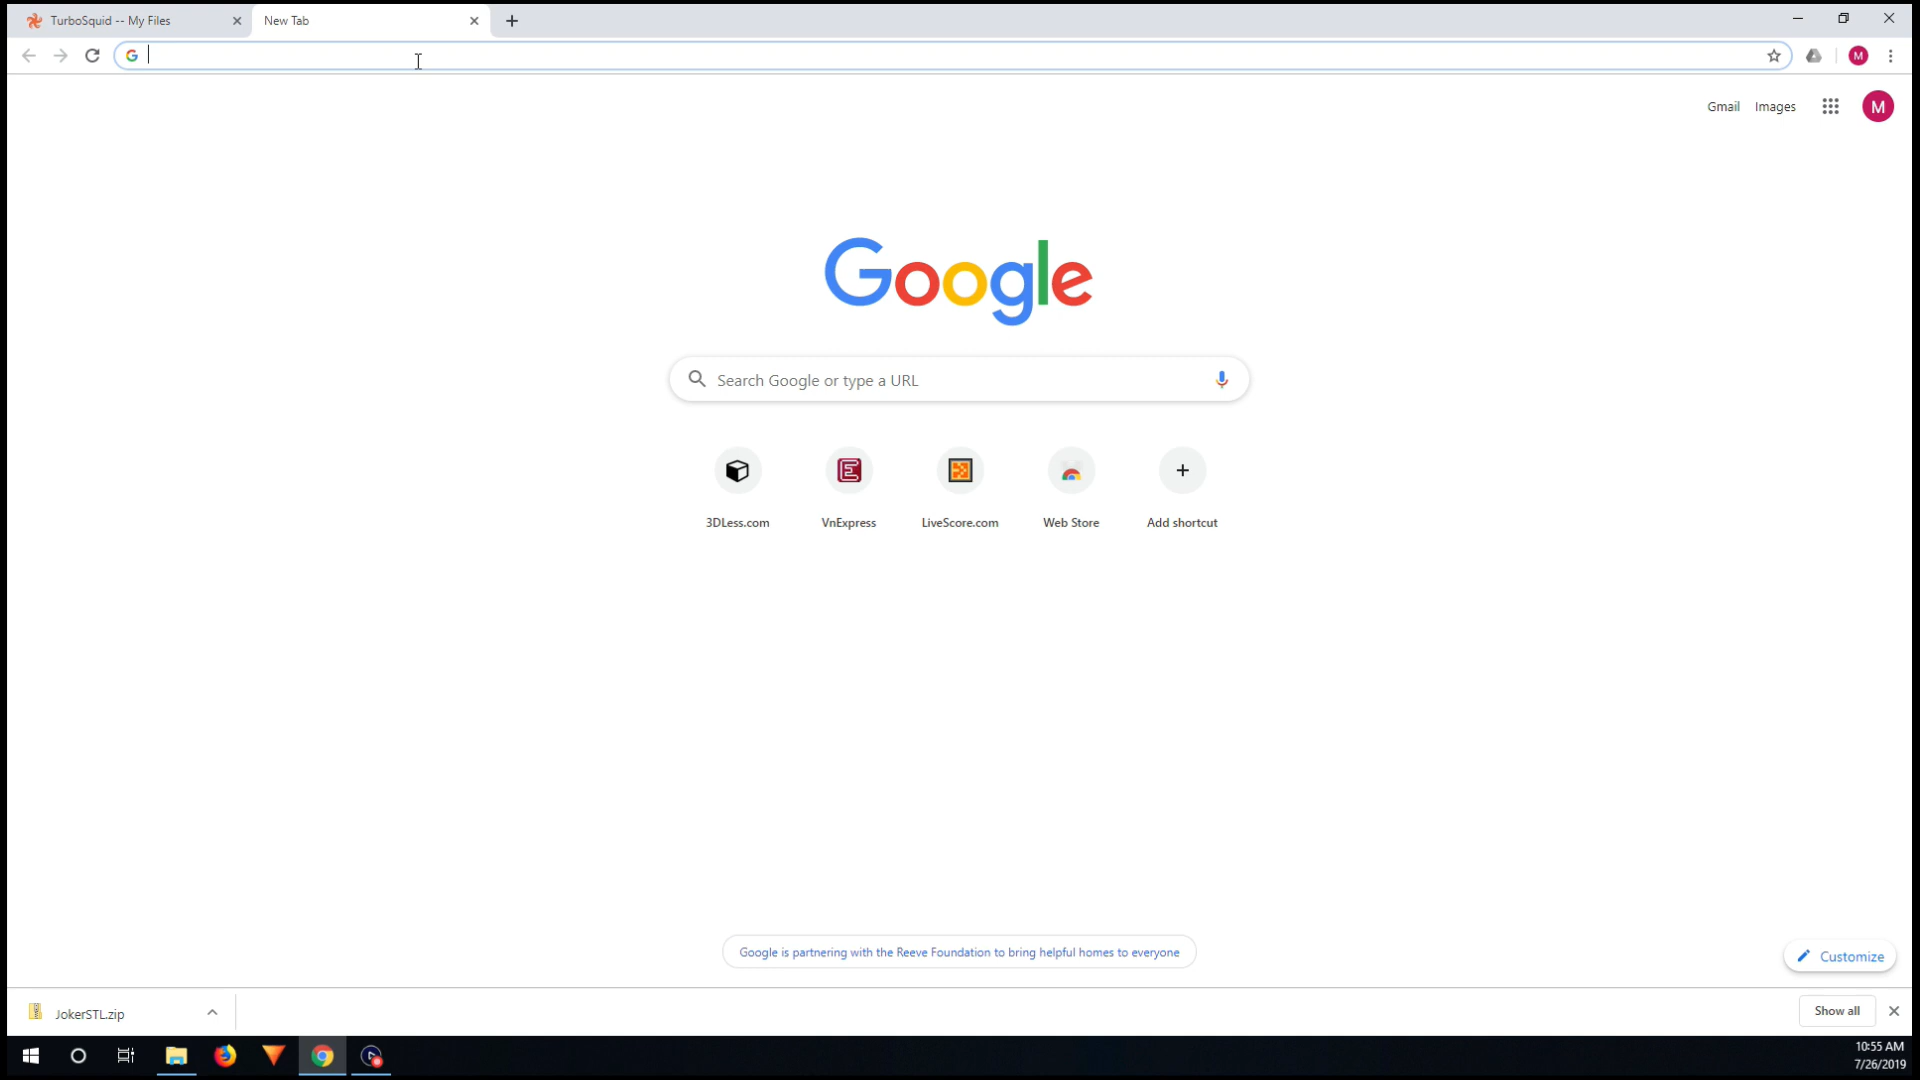 TurboSquid -- My Files
New Tab
Gmail
Images
M
M
Google
Search Google or type a URL
3DLess.com
VnExpress
LiveScore.com
Web Store
Add shortcut
Google is partnering with the Reeve Foundation to bring helpful homes to everyone
Customize
JokerSTL.zip
Show all
10:55 AM
7/26/2019